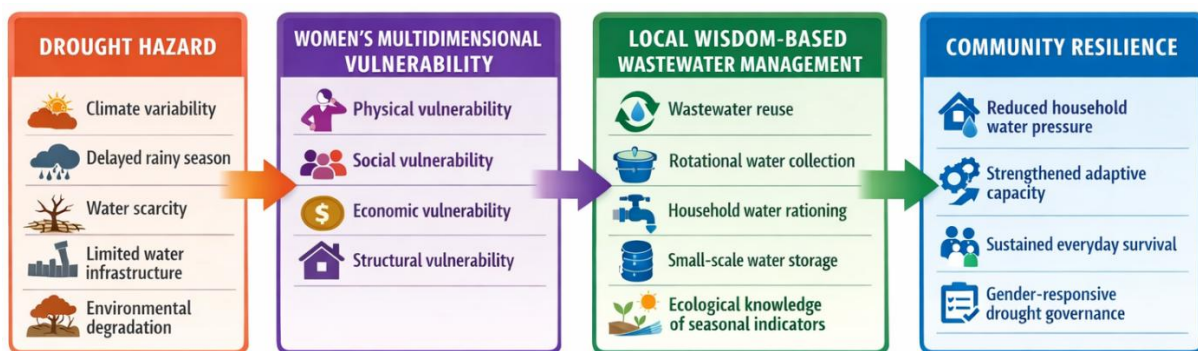 DROUGHT HAZARD
Climate variability
Delayed rainy season
Water scarcity
Limited water
infrastructure
Environmental
degradation
WOMEN'S MULTIDIMENSIONAL
VULNERABILITY
Physical vulnerability
Social vulnerability
Economic vulnerability
Structural vulnerability
LOCAL WISDOM-BASED
WASTEWATER MANAGEMENT
Wastewater reuse
Rotational water collection
Household water rationing
Small-scale water storage
Ecological knowledge
of seasonal indicators
COMMUNITY RESILIENCE
Reduced household
water pressure
Strengthened adaptive
capacity
Sustained everyday survival
Gender-responsive
drought governance